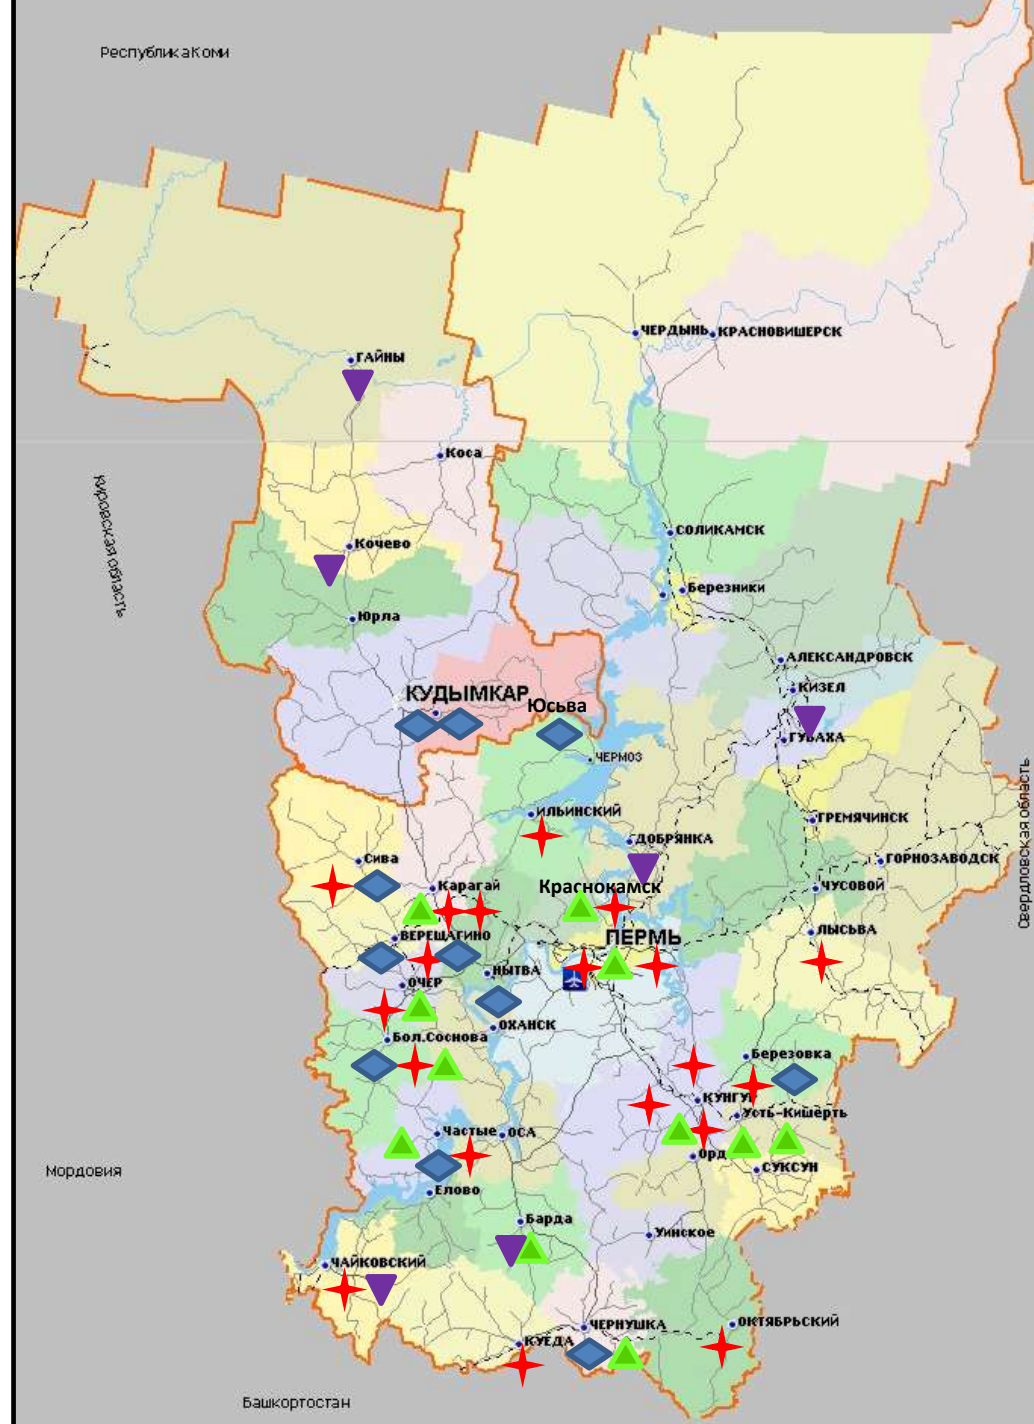 Республика Коми
ЧЕРДЫНЬ
КРАСНОВИШЕРСК
ГАЙНЫ
Коса
Кировская область
СОЛИКАМСК
Кочево
Березники
Юрла
АЛЕКСАНДРОВСК
КИЗЕЛ
КУДЫМКАР
Юсьва
ГУБАХА
ЧЕРМОЗ
Свердловская область
ИЛЬИНСКИЙ
ГРЕМЯЧИНСК
ДОБРЯНКА
Сива
ГОРНОЗАВОДСК
Карагай
Краснокамск
ЧУСОВОЙ
ВЕРЕЩАГИНО
ПЕРМЬ
ЛЫСЬВА
НЫТВА
ОЧЕР
ОХАНСК
Бол.Соснова
Березовка
КУНГУР
Усть-Кишерть
Частые
ОСА
Орд
СУКСУН
Мордовия
Елово
Барда
Уинское
ЧАЙКОВСКИЙ
ЧЕРНУШКА
ОКТЯБРЬСКИЙ
КУЕДА
Башкортостан